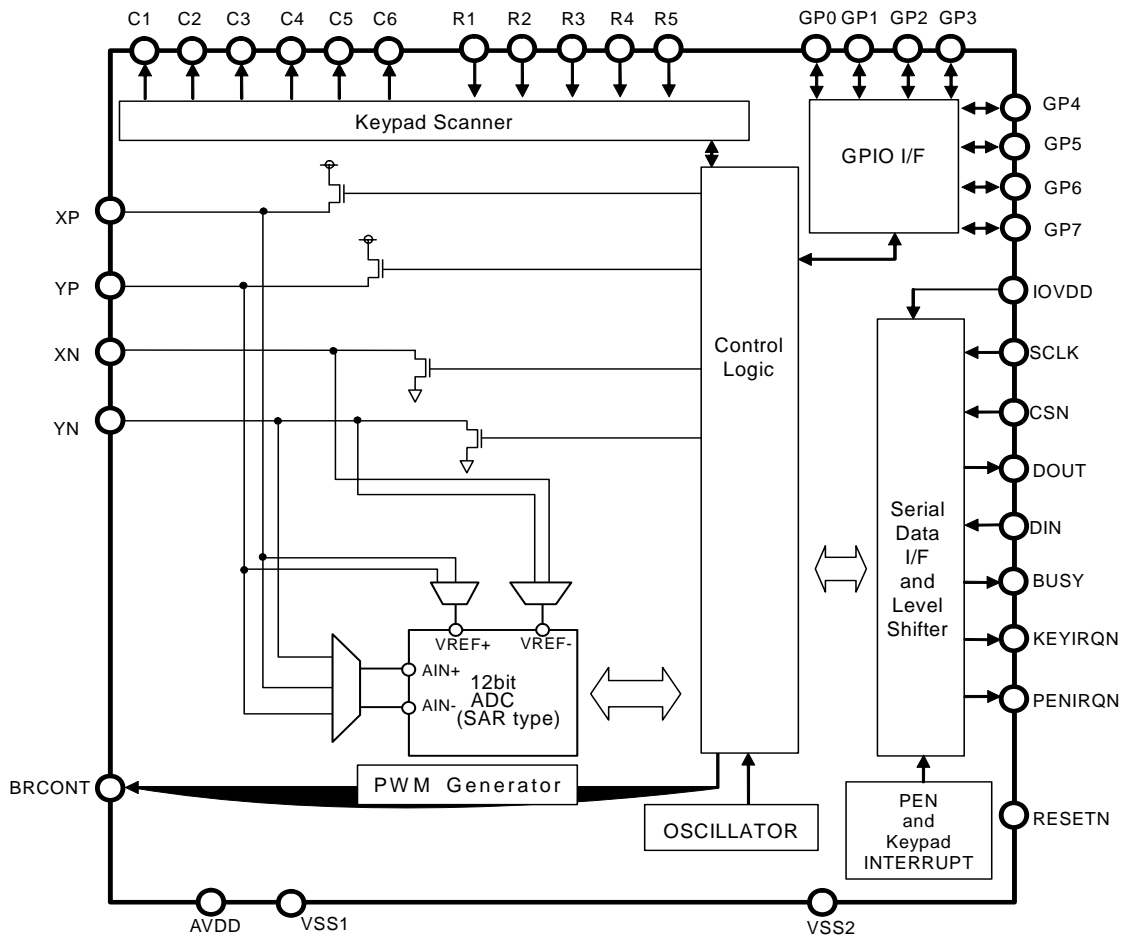 C1 C2 C3 C4 C5 C6 R1 R2 R3 R4 R5 GP0 GP1 GP2 GP3
Keypad Scanner
GPIO I/F
GP4
GP5
GP6
GP7
XP
YP
XN
YN
Control
Logic
IOVDD
SCLK
CSN
DOUT
DIN
BUSY
KEYIRQN
PENIRQN
Serial
Data
I/F
and
Level
Shifter
VREF+ VREF-
AIN+
AIN-
12bit
ADC
(SAR type)
BRCONT
PWM Generator
OSCILLATOR
PEN
and
Keypad
INTERRUPT
RESETN
AVDD
VSS1
VSS2